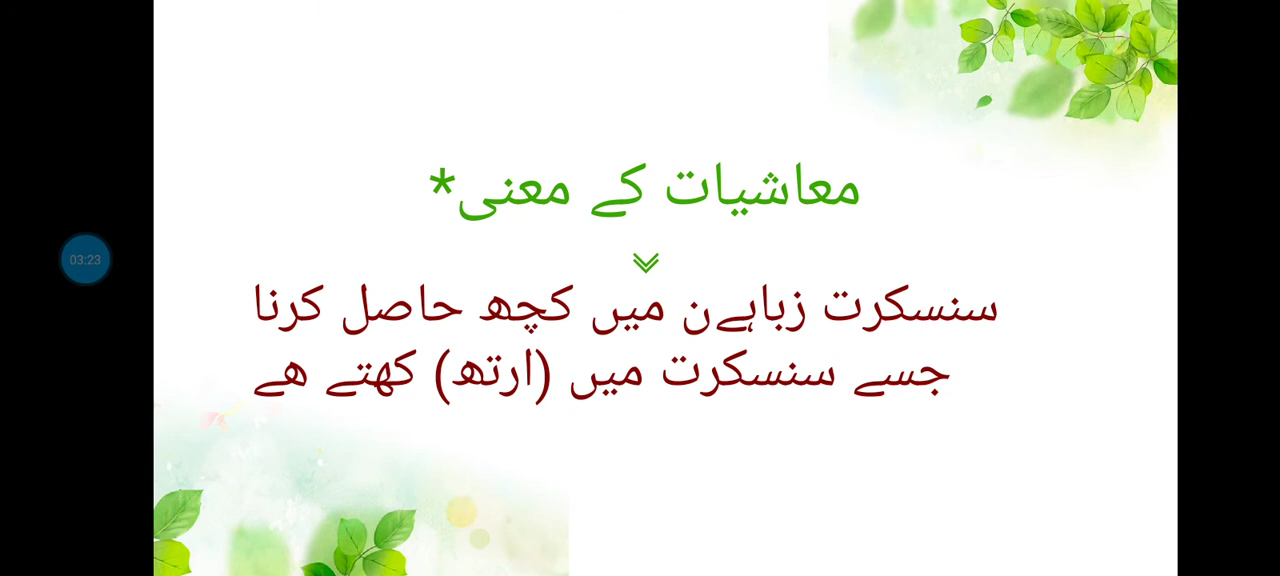 03:23
معاشیات کے معنی*
سنسکرت زباہےن میں کچھ حاصل کرنا
جسے سنسکرت میں (ارتھ) کھتے ھے